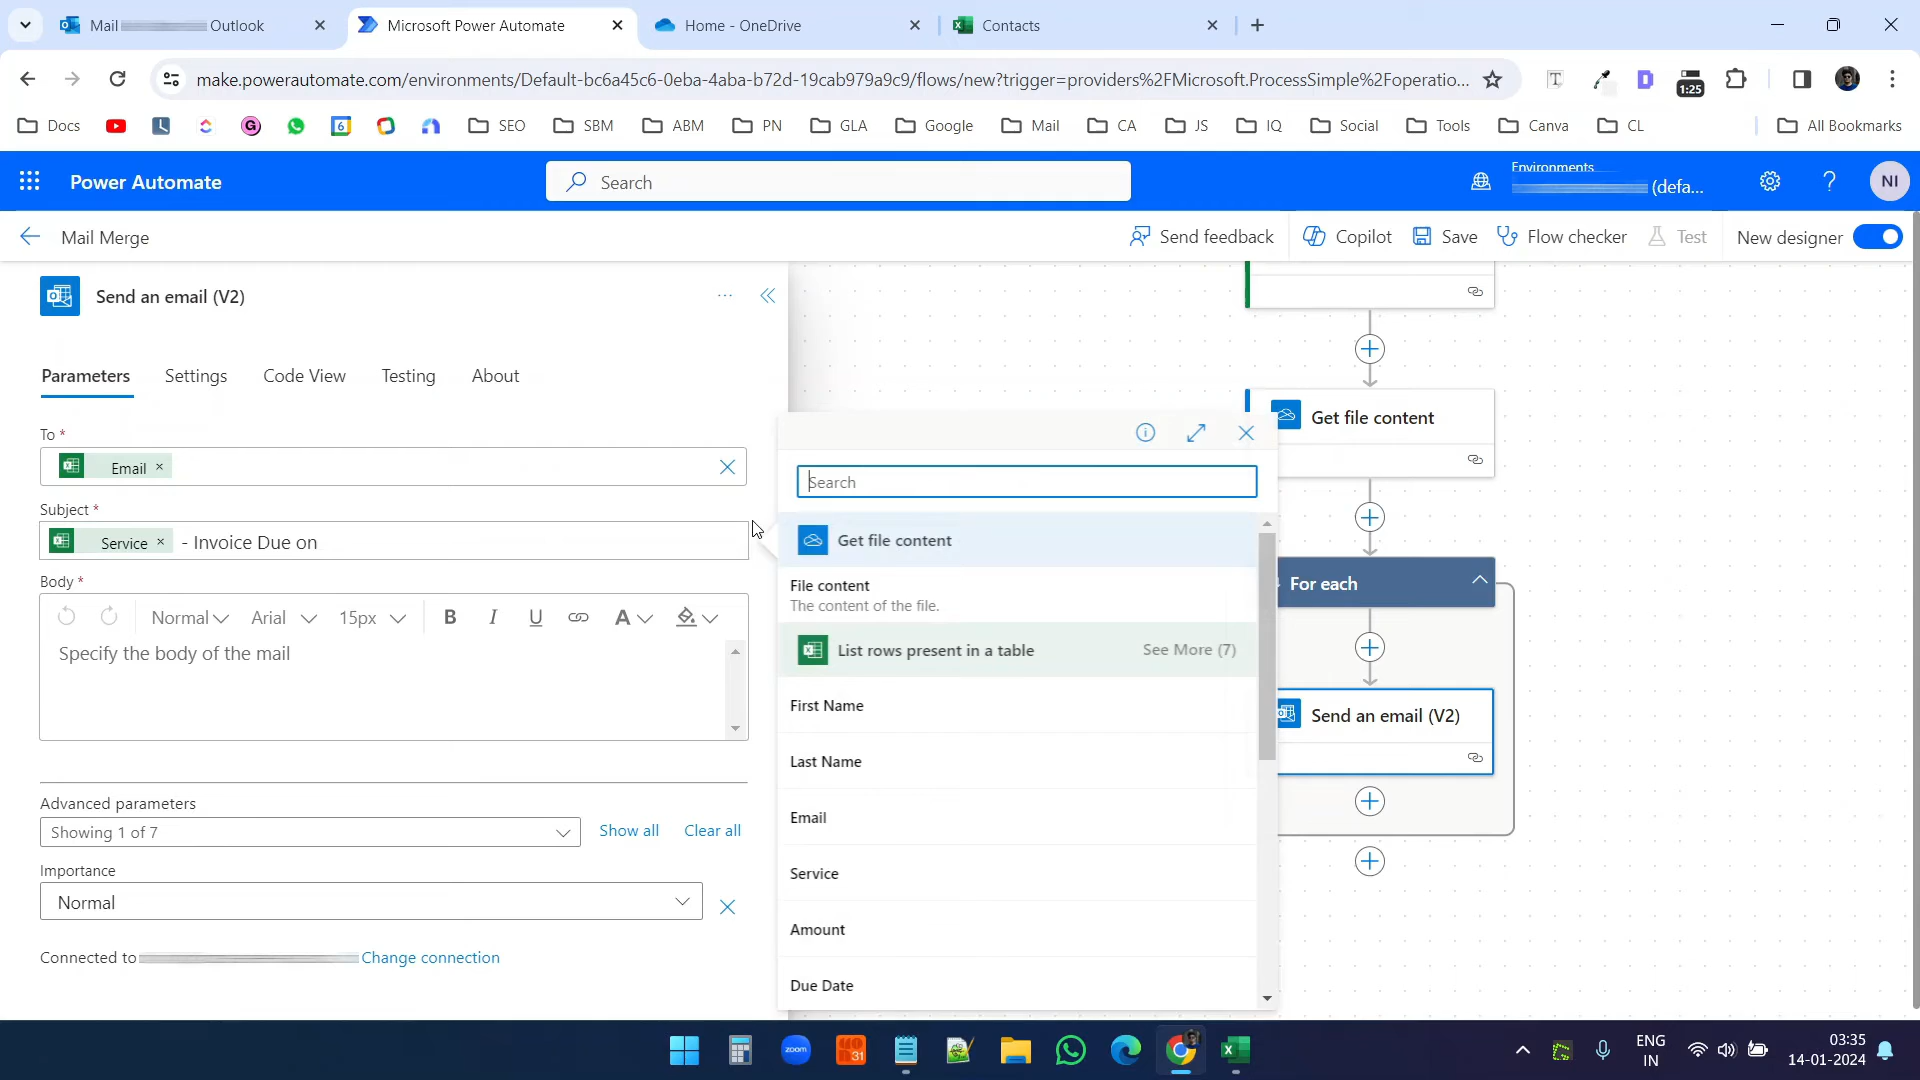 Mail
Outlook
Microsoft Power Automate
Home - OneDrive
Contacts
make.powerautomate.com/environments/Default-bc6a45c6-0eba-4aba-b72d-19cab979a9c9/flows/new?trigger=providers%2FMicrosoft.ProcessSimple%2Foperatio...
1:25
Docs
6
G
SEO
SBM
ABM
PN
GLA
Google
Mail
CA
JS
IQ
Social
Tools
Canva
CL
All Bookmarks
Power Automate
Search
Environments
(defa...
NI
Mail Merge
Send feedback
Copilot
Save
Flow checker
Test
New designer
Send an email (V2)
Parameters
Settings
Code View
Testing
About
To *
Email
Subject *
Service
- Invoice Due on
Body *
Normal
Arial
15px
B
I
U
A
Specify the body of the mail
Advanced parameters
Showing 1 of 7
Show all
Clear all
Importance
Normal
Connected to
Change connection
Search
Get file content
File content
The content of the file.
List rows present in a table
See More (7)
First Name
Last Name
Email
Service
Amount
Due Date
Get file content
For each
Send an email (V2)
zoom
31
ENG
IN
03:35
14-01-2024